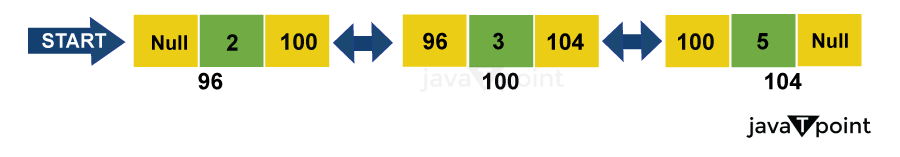 START Null 2 100 96 3 104 100 5 Null
96 100 104
javaTpoint
javaTpoint